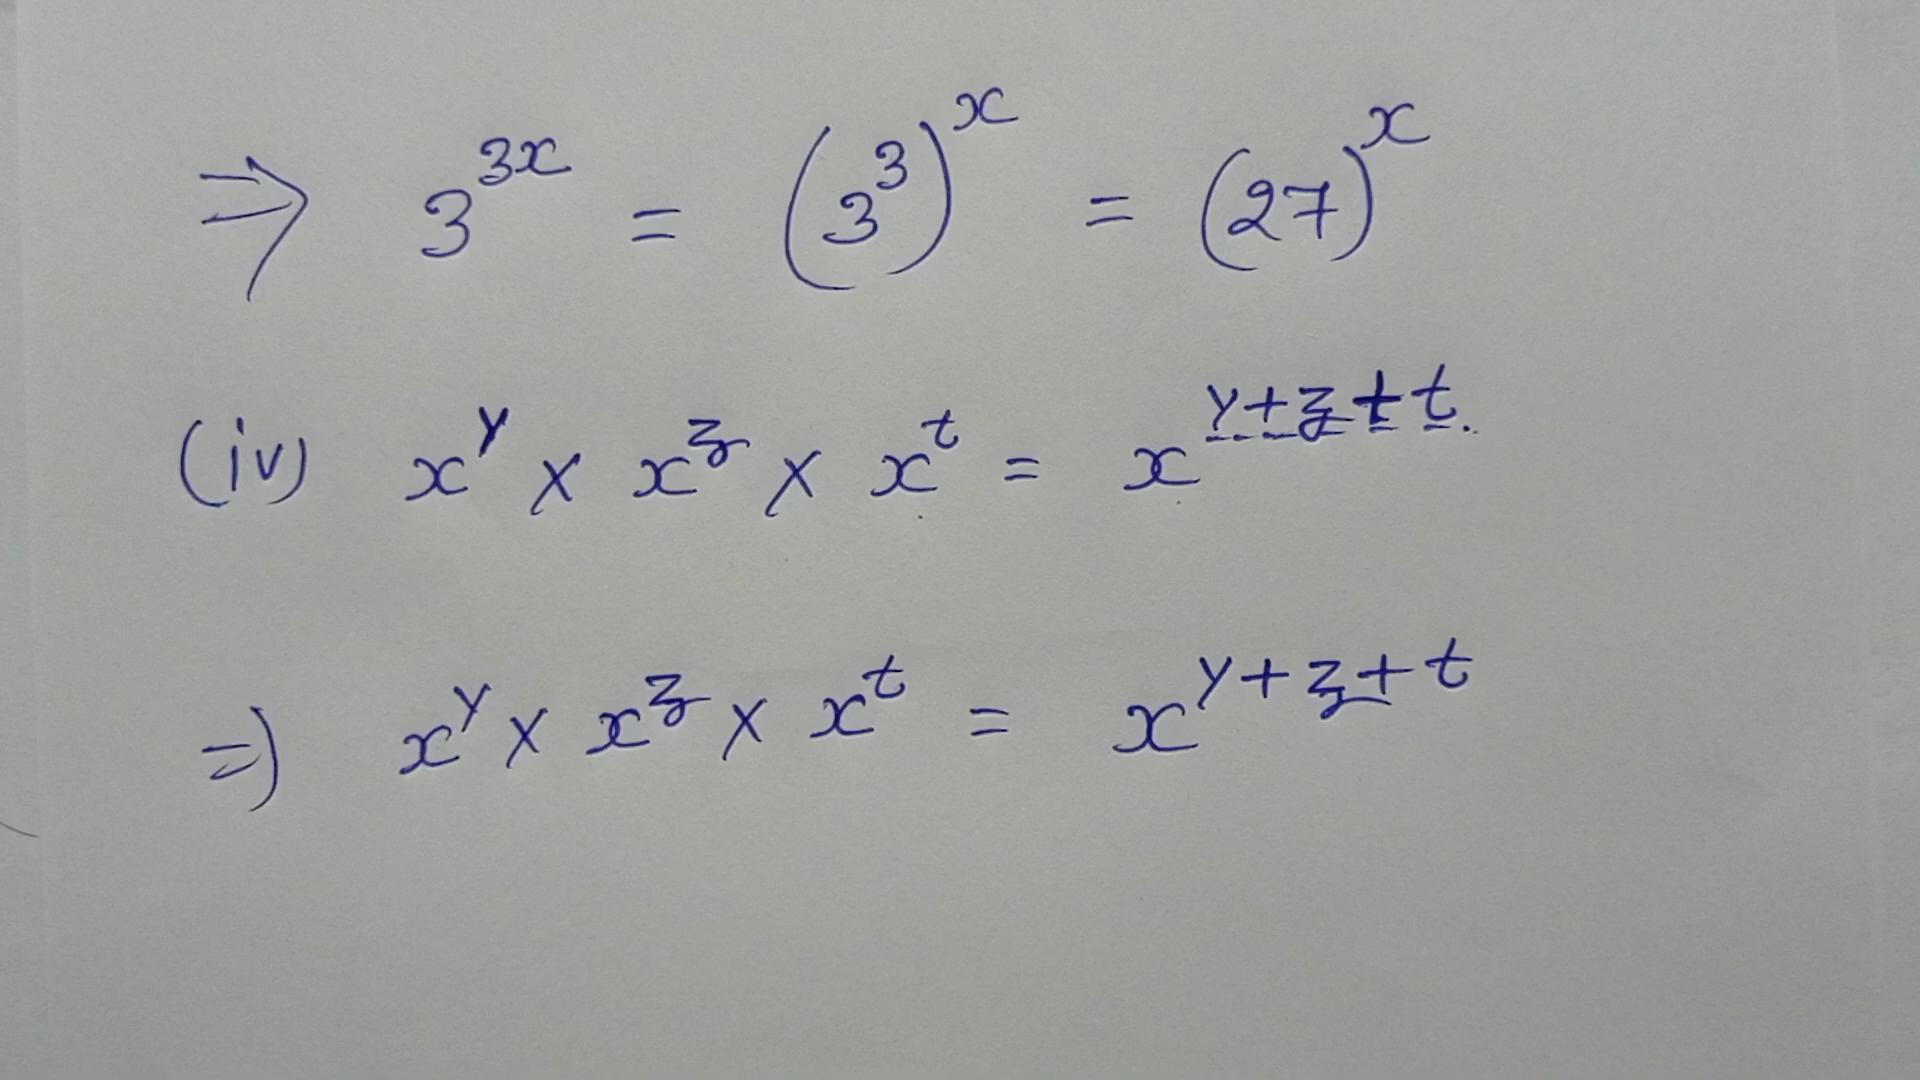 ⇒ 3^{3x} = (3^3)^x = (27)^x
(iv) x^y × x^z × x^t = x^{y+z+t}.
⇒ x^y × x^z × x^t = x^{y+z+t}